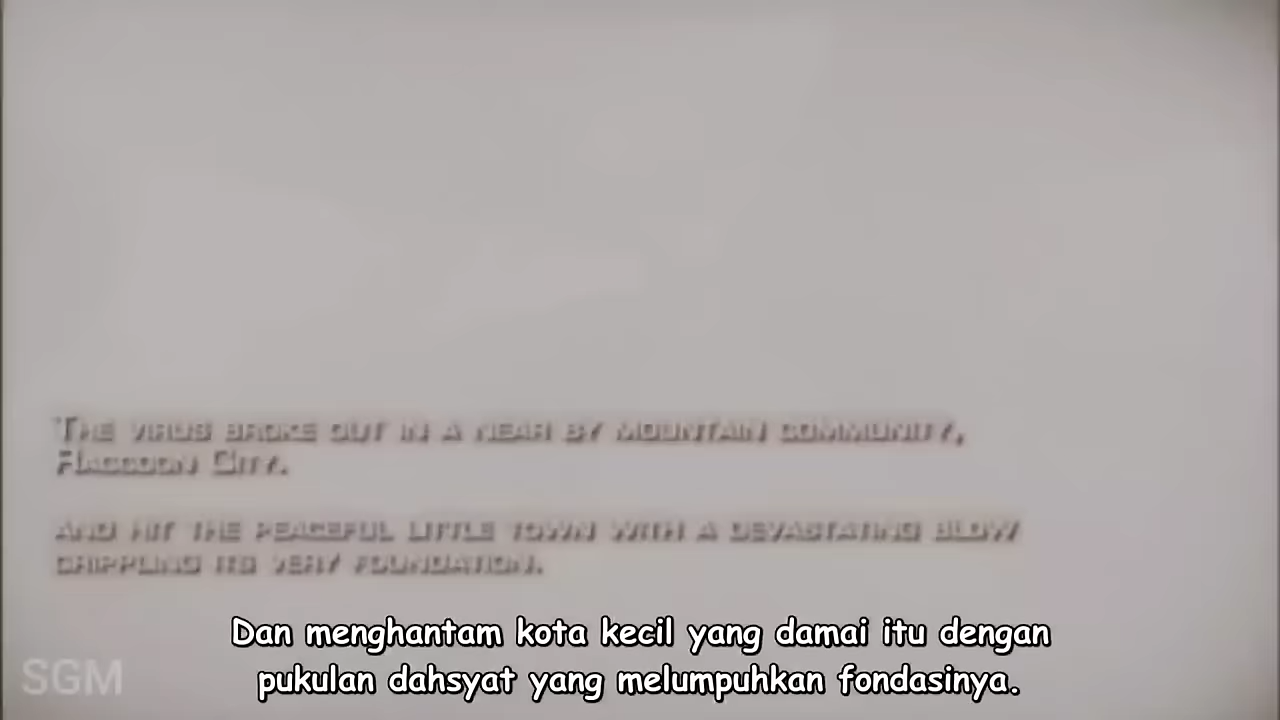 THE VIRUS BROKE OUT IN A NEAR BY MOUNTAIN COMMUNITY,
RACCOON CITY.
AND HIT THE PEACEFUL LITTLE TOWN WITH A DEVASTATING BLOW
CRIPPLING ITS VERY FOUNDATION.
Dan menghantam kota kecil yang damai itu dengan
pukulan dahsyat yang melumpuhkan fondasinya.
SGM